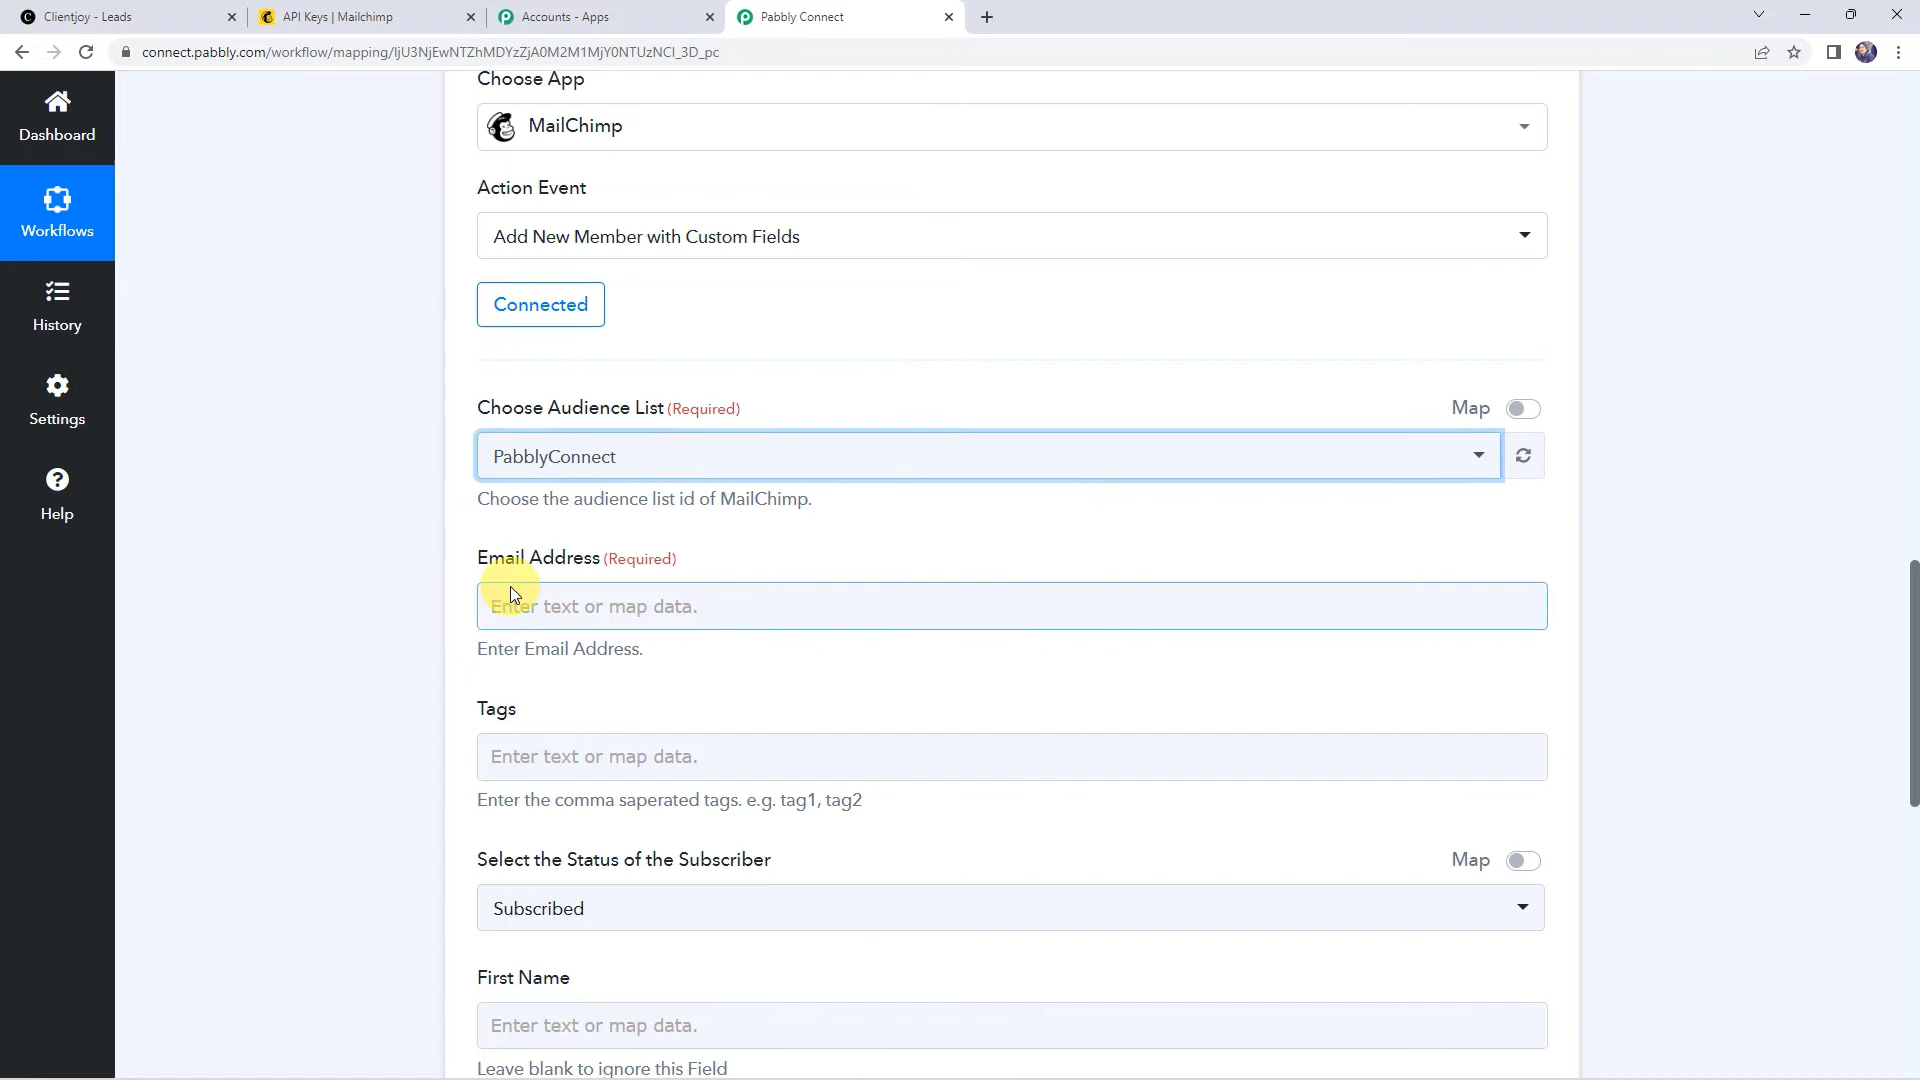 Clientjoy - Leads
API Keys | Mailchimp
Accounts - Apps
Pabbly Connect
connect.pabbly.com/workflow/mapping/IjU3NjEwNTZhMDYzZjA0M2M1MjY0NTUzNCI_3D_pc
Dashboard
Workflows
History
Settings
Help
Choose App
MailChimp
Action Event
Add New Member with Custom Fields
Connected
Choose Audience List (Required)
Map
PabblyConnect
Choose the audience list id of MailChimp.
Email Address (Required)
Enter text or map data.
Enter Email Address.
Tags
Enter text or map data.
Enter the comma saperated tags. e.g. tag1, tag2
Select the Status of the Subscriber
Map
Subscribed
First Name
Enter text or map data.
Leave blank to ignore this Field